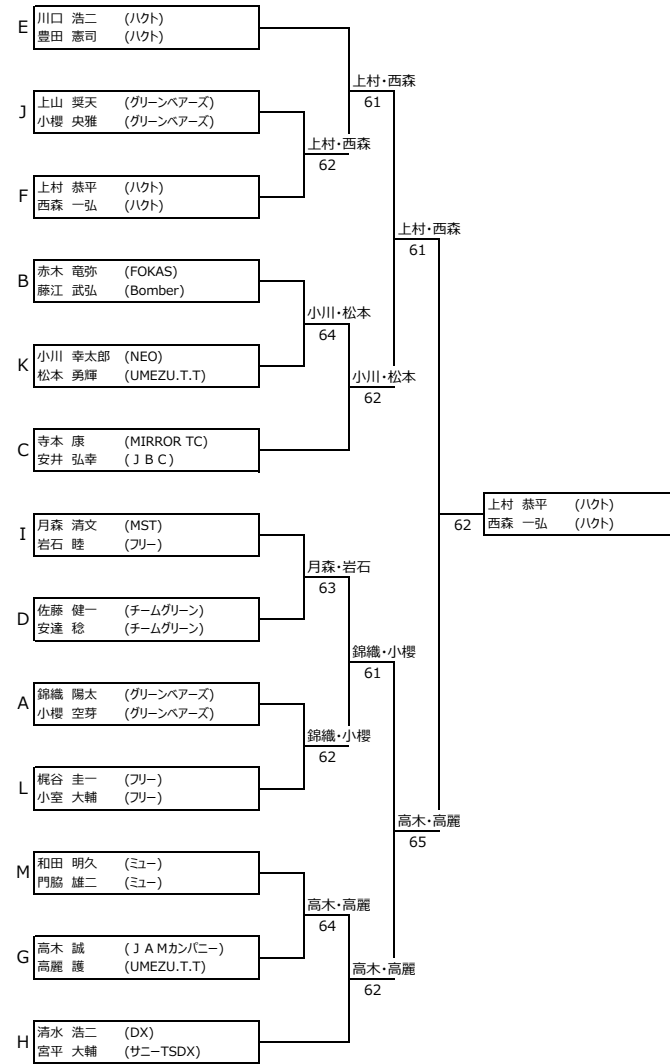 E
川口 浩二 (ハクト)
豊田 憲司 (ハクト)
上村・西森
61
J
上山 奨天 (グリーンベアーズ)
小櫻 央雅 (グリーンベアーズ)
上村・西森
62
F
上村 恭平 (ハクト)
西森 一弘 (ハクト)
上村・西森
61
B
赤木 竜弥 (FOKAS)
藤江 武弘 (Bomber)
小川・松本
64
K
小川 幸太郎 (NEO)
松本 勇輝 (UMEZU.T.T)
小川・松本
62
C
寺本 康 (MIRROR TC)
安井 弘幸 (ＪＢＣ)
上村 恭平 (ハクト)
西森 一弘 (ハクト)
62
I
月森 清文 (MST)
岩石 睦 (フリー)
月森・岩石
63
D
佐藤 健一 (チームグリーン)
安達 稔 (チームグリーン)
錦織・小櫻
61
A
錦織 陽太 (グリーンベアーズ)
小櫻 空芽 (グリーンベアーズ)
錦織・小櫻
62
L
梶谷 圭一 (フリー)
小室 大輔 (フリー)
高木・高麗
65
M
和田 明久 (ミュー)
門脇 雄二 (ミュー)
高木・高麗
64
G
高木 誠 (ＪＡＭカンパニー)
高麗 護 (UMEZU.T.T)
高木・高麗
62
H
清水 浩二 (DX)
宮平 大輔 (サニーTSDX)